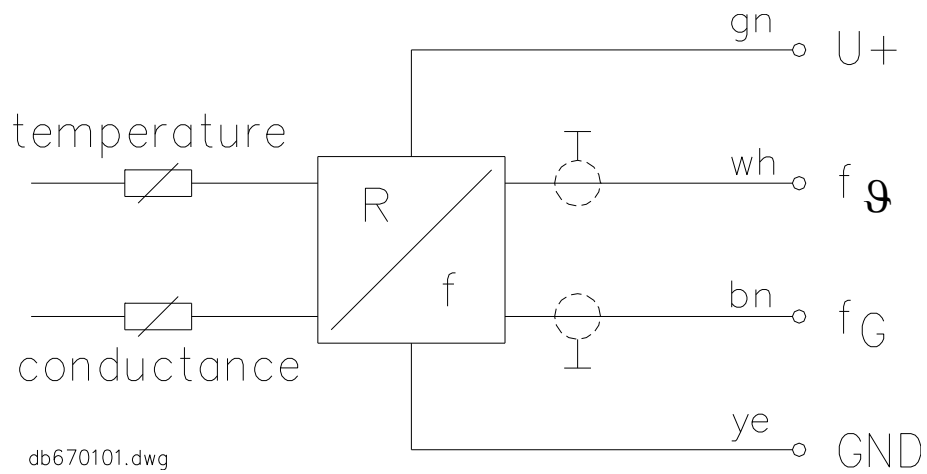 gn U+
temperature
wh f ϑ
R
f
bn f G
conductance
ye GND
db670101.dwg